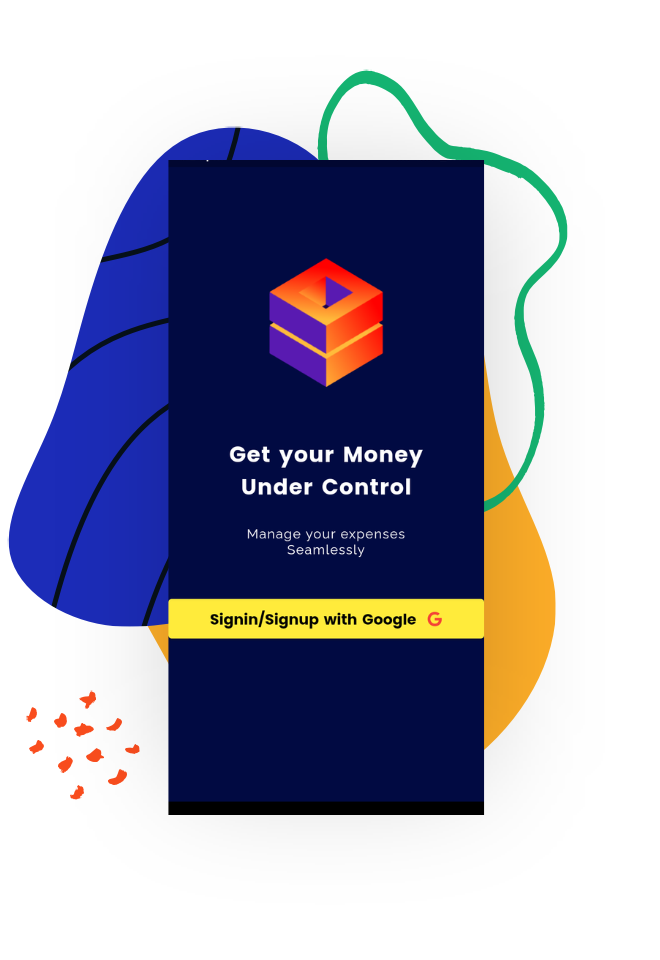 Get your Money
Under Control
Manage your expenses
Seamlessly
Signin/Signup with Google G